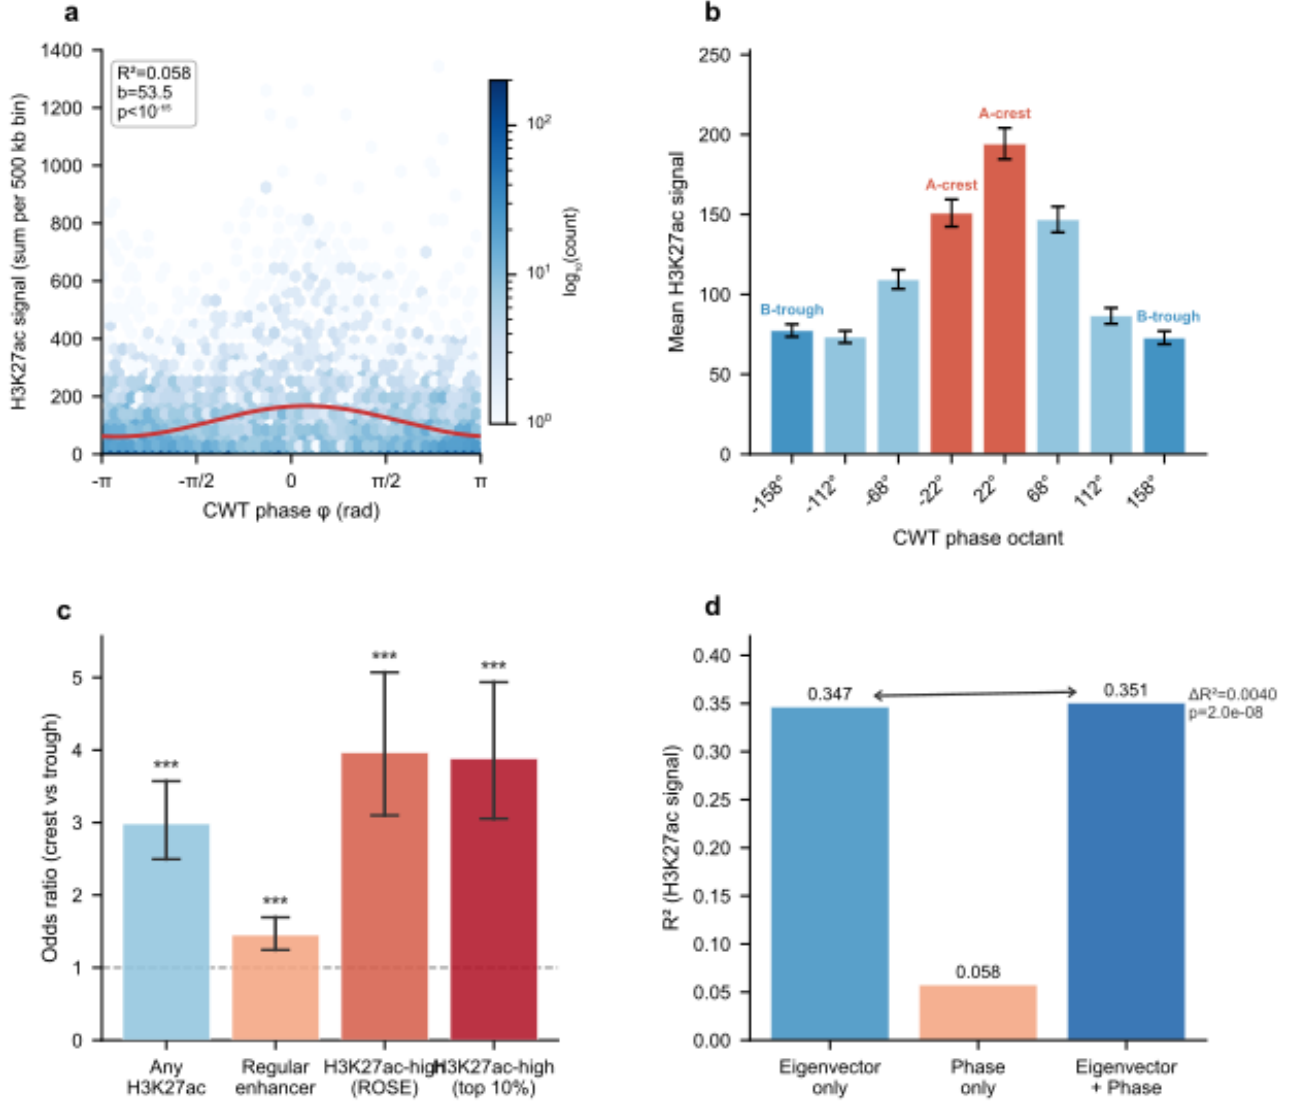 a
R²=0.058
b=53.5
H3K27ac signal (sum per 500 kb bin)
1400
1200
1000
800
600
400
200
0
-π
-π/2
0
π/2
π
CWT phase φ (rad)
10²
10¹
10⁰
log₁₀(count)
b
Mean H3K27ac signal
250
200
150
100
50
0
B-trough
A-crest
A-crest
B-trough
-158°
-112°
-68°
-22°
22°
68°
112°
158°
CWT phase octant
c
Odds ratio (crest vs trough)
5
4
3
2
1
0
***
***
***
***
Any
H3K27ac
Regular
enhancer
H3K27ac-high
(ROSE)
H3K27ac-high
(top 10%)
d
R² (H3K27ac signal)
0.40
0.35
0.30
0.25
0.20
0.15
0.10
0.05
0.00
0.347
0.058
0.351
ΔR²=0.0040
p=2.0e-08
Eigenvector
only
Phase
only
Eigenvector
+ Phase